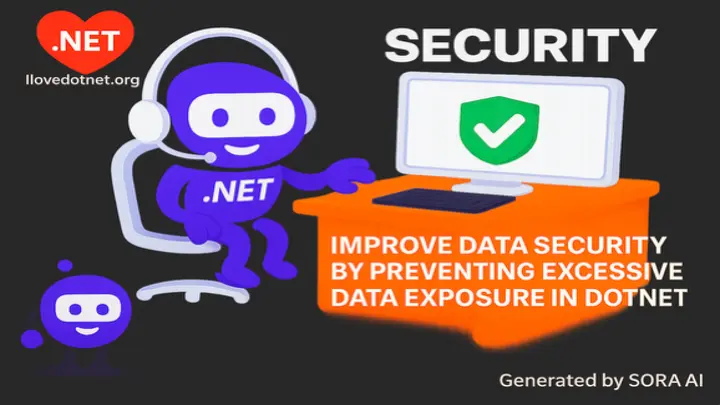 .NET
Ilovedotnet.org
SECURITY
.NET
IMPROVE DATA SECURITY
BY PREVENTING EXCESSIVE
DATA EXPOSURE IN DOTNET
Generated by SORA AI